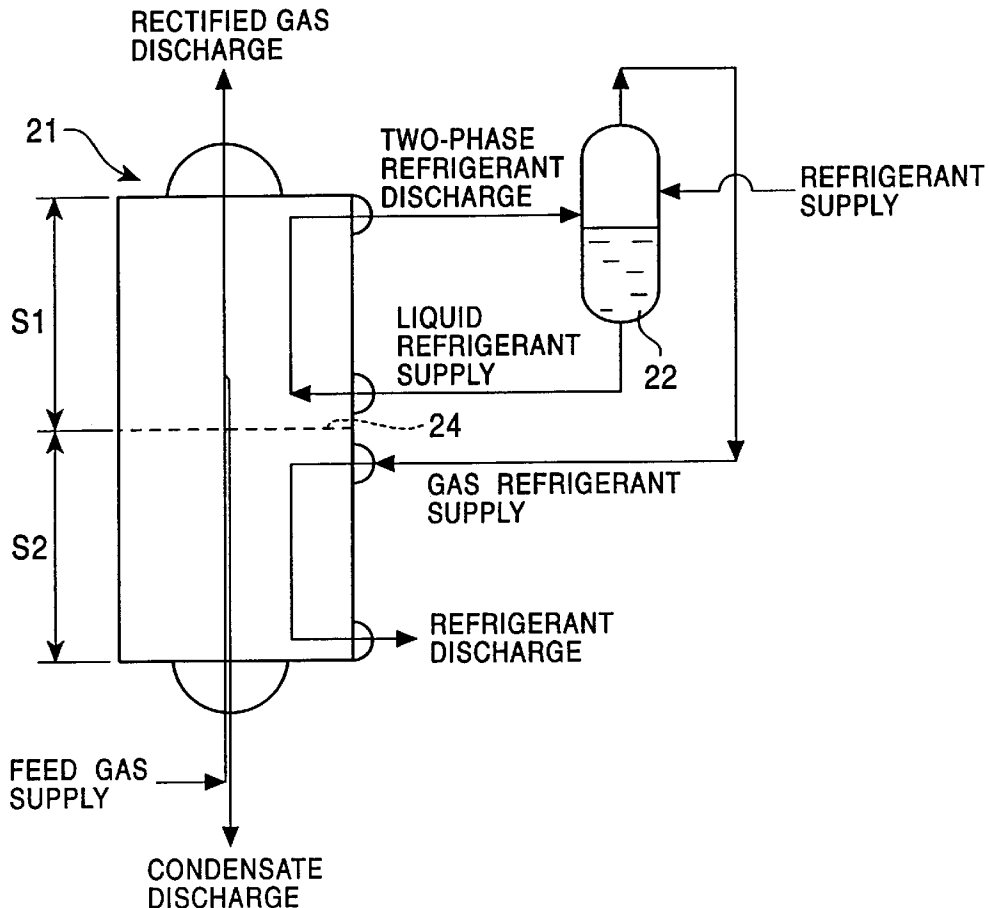 RECTIFIED GAS
DISCHARGE
21
TWO-PHASE
REFRIGERANT
DISCHARGE
REFRIGERANT
SUPPLY
S1
LIQUID
REFRIGERANT
SUPPLY
22
24
GAS REFRIGERANT
SUPPLY
S2
REFRIGERANT
DISCHARGE
FEED GAS
SUPPLY
CONDENSATE
DISCHARGE